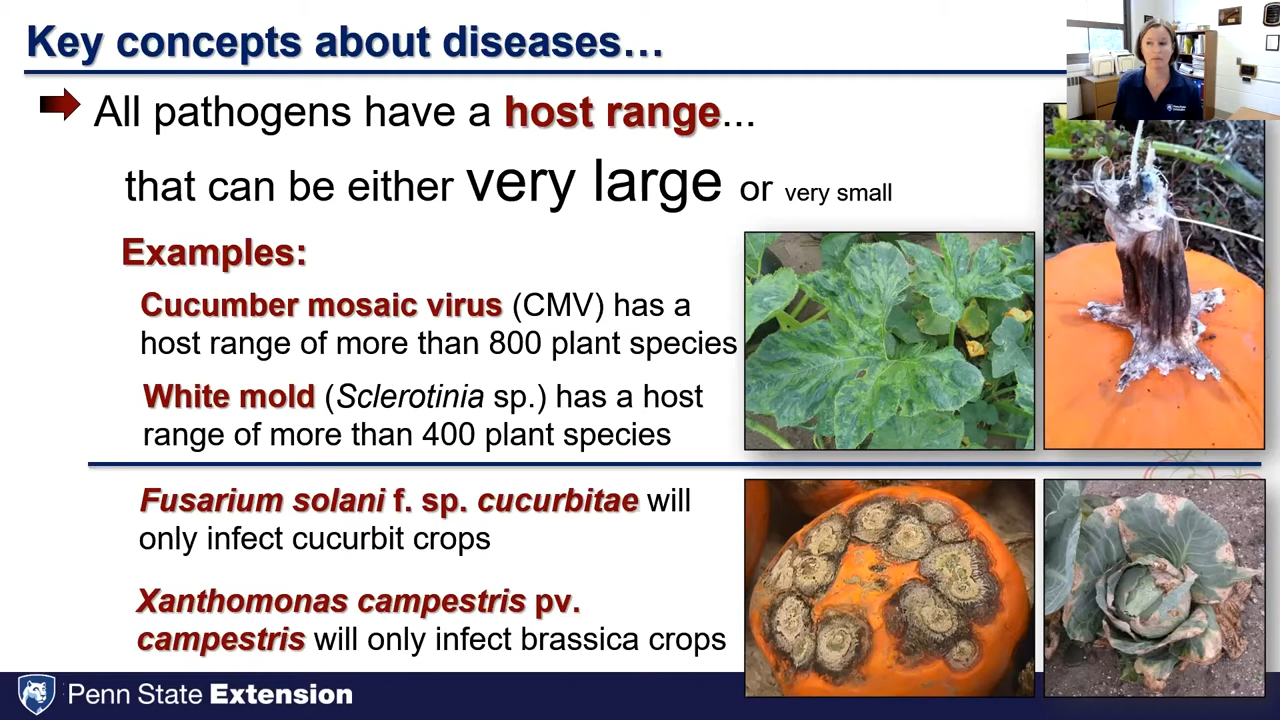 Key concepts about diseases…
All pathogens have a host range...
that can be either very large or very small
Examples:
Cucumber mosaic virus (CMV) has a
host range of more than 800 plant species
White mold (Sclerotinia sp.) has a host
range of more than 400 plant species
Fusarium solani f. sp. cucurbitae will
only infect cucurbit crops
Xanthomonas campestris pv.
campestris will only infect brassica crops
Penn State Extension